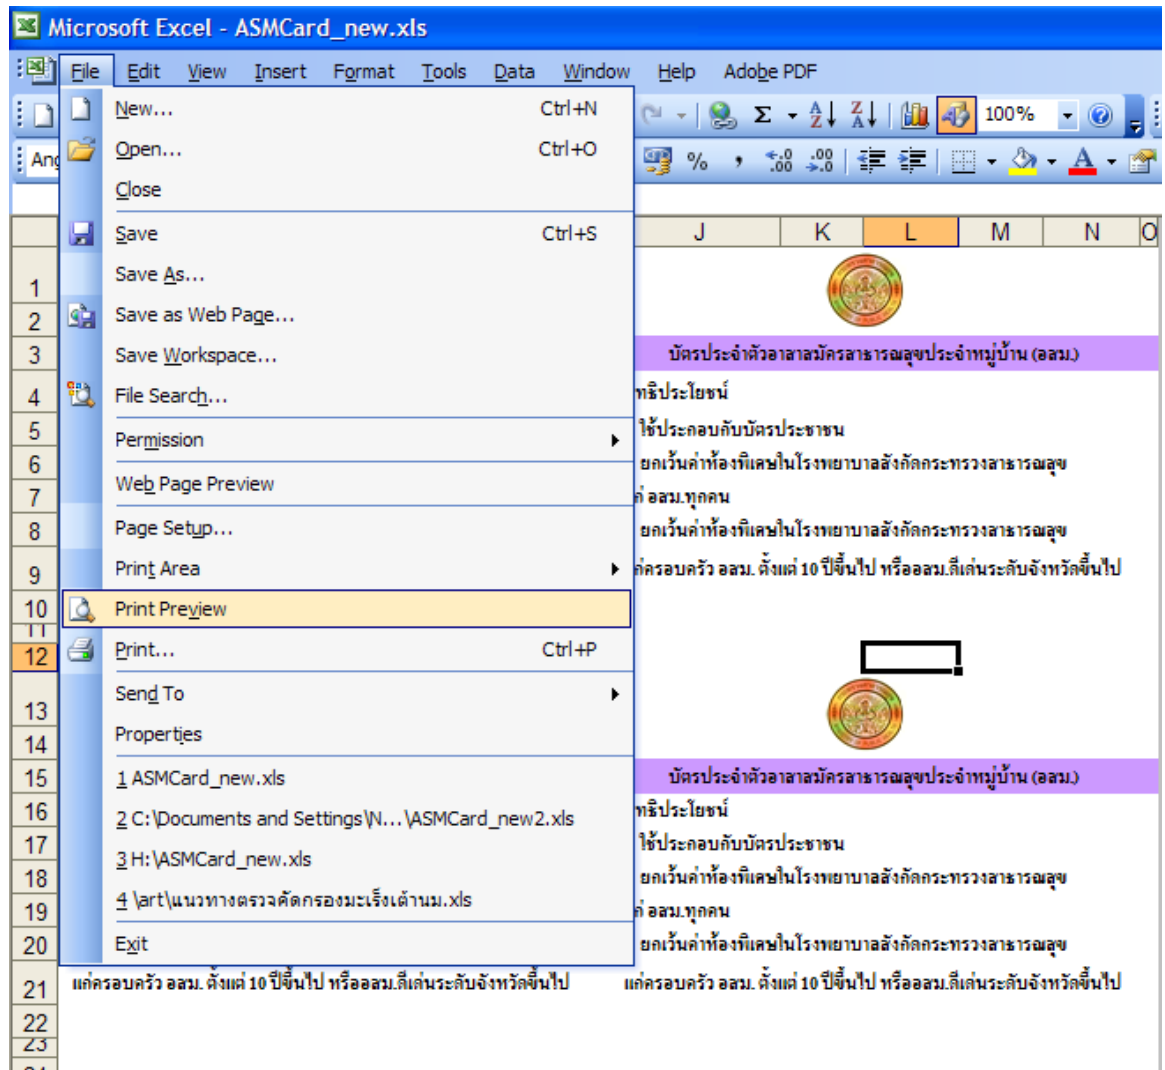 Microsoft Excel - ASMCard_new.xls
File Edit View Insert Format Tools Data Window Help Adobe PDF
New... Ctrl+N
100%
Open... Ctrl+O
Ang
Close
Save Ctrl+S
J K L M N O
Save As...
1
Save as Web Page...
2
Save Workspace...
3 บัตรประจำตัวอาสาสมัครสาธารณสุขประจำหมู่บ้าน (อสม.)
File Search...
4 ทธิประโยชน์
Permission
5 ใช้ประกอบกับบัตรประชาชน
6 ยกเว้นค่าห้องพิเศษในโรงพยาบาลสังกัดกระทรวงสาธารณสุข
Web Page Preview
7 ก่ อสม.ทุกคน
Page Setup...
8 ยกเว้นค่าห้องพิเศษในโรงพยาบาลสังกัดกระทรวงสาธารณสุข
Print Area
9 ก่ครอบครัว อสม. ตั้งแต่ 10 ปีขึ้นไป หรืออสม.ดีเด่นระดับจังหวัดขึ้นไป
10
Print Preview
11
12
Print... Ctrl+P
Send To
13
Properties
14
15 บัตรประจำตัวอาสาสมัครสาธารณสุขประจำหมู่บ้าน (อสม.)
1 ASMCard_new.xls
16 ทธิประโยชน์
2 C:\Documents and Settings\N...\ASMCard_new2.xls
17 ใช้ประกอบกับบัตรประชาชน
3 H:\ASMCard_new.xls
18 ยกเว้นค่าห้องพิเศษในโรงพยาบาลสังกัดกระทรวงสาธารณสุข
4 \art\แนวทางตรวจคัดกรองมะเร็งเต้านม.xls
19 ก่ อสม.ทุกคน
Exit
20 ยกเว้นค่าห้องพิเศษในโรงพยาบาลสังกัดกระทรวงสาธารณสุข
21 แก่ครอบครัว อสม. ตั้งแต่ 10 ปีขึ้นไป หรืออสม.ดีเด่นระดับจังหวัดขึ้นไป แก่ครอบครัว อสม. ตั้งแต่ 10 ปีขึ้นไป หรืออสม.ดีเด่นระดับจังหวัดขึ้นไป
22
23